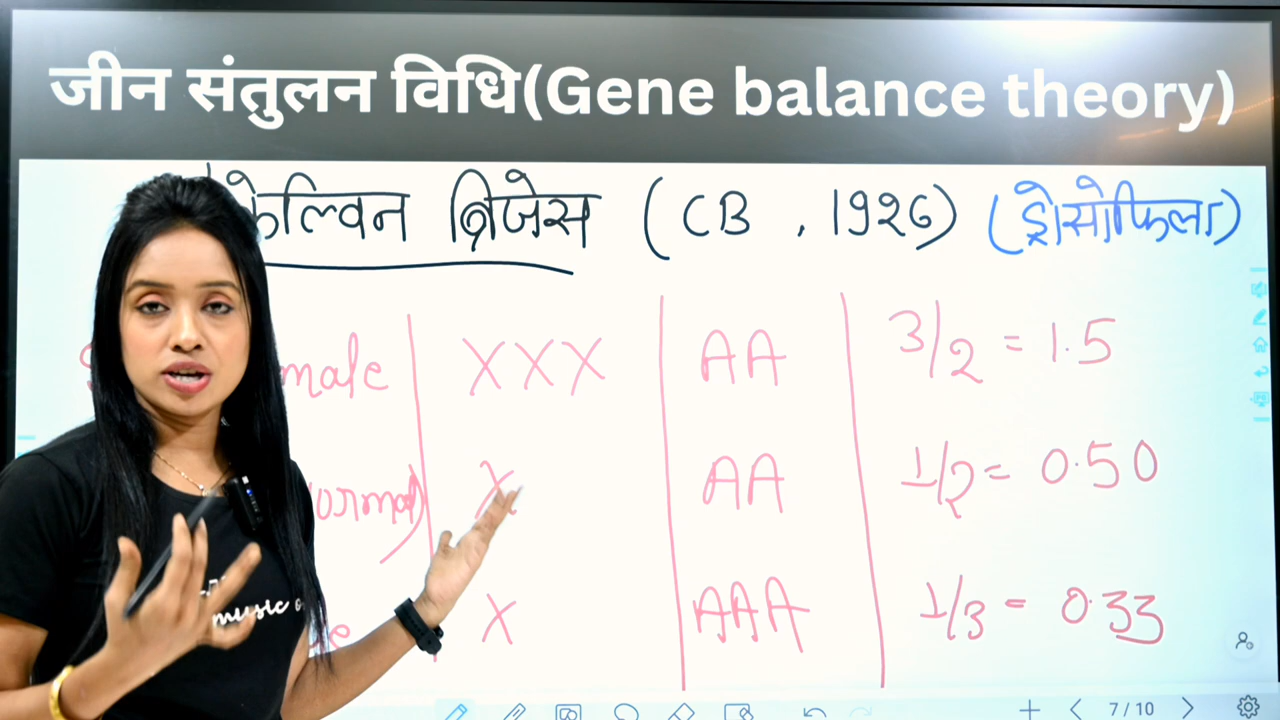 जीन संतुलन विधि(Gene balance theory)
केल्विन ब्रिजेस (CB , 1926) (ड्रोसोफिला)
XXX AA 3/2 = 1.5
X AA 1/2 = 0.50
X AAA 1/3 = 0.33
music
7/10